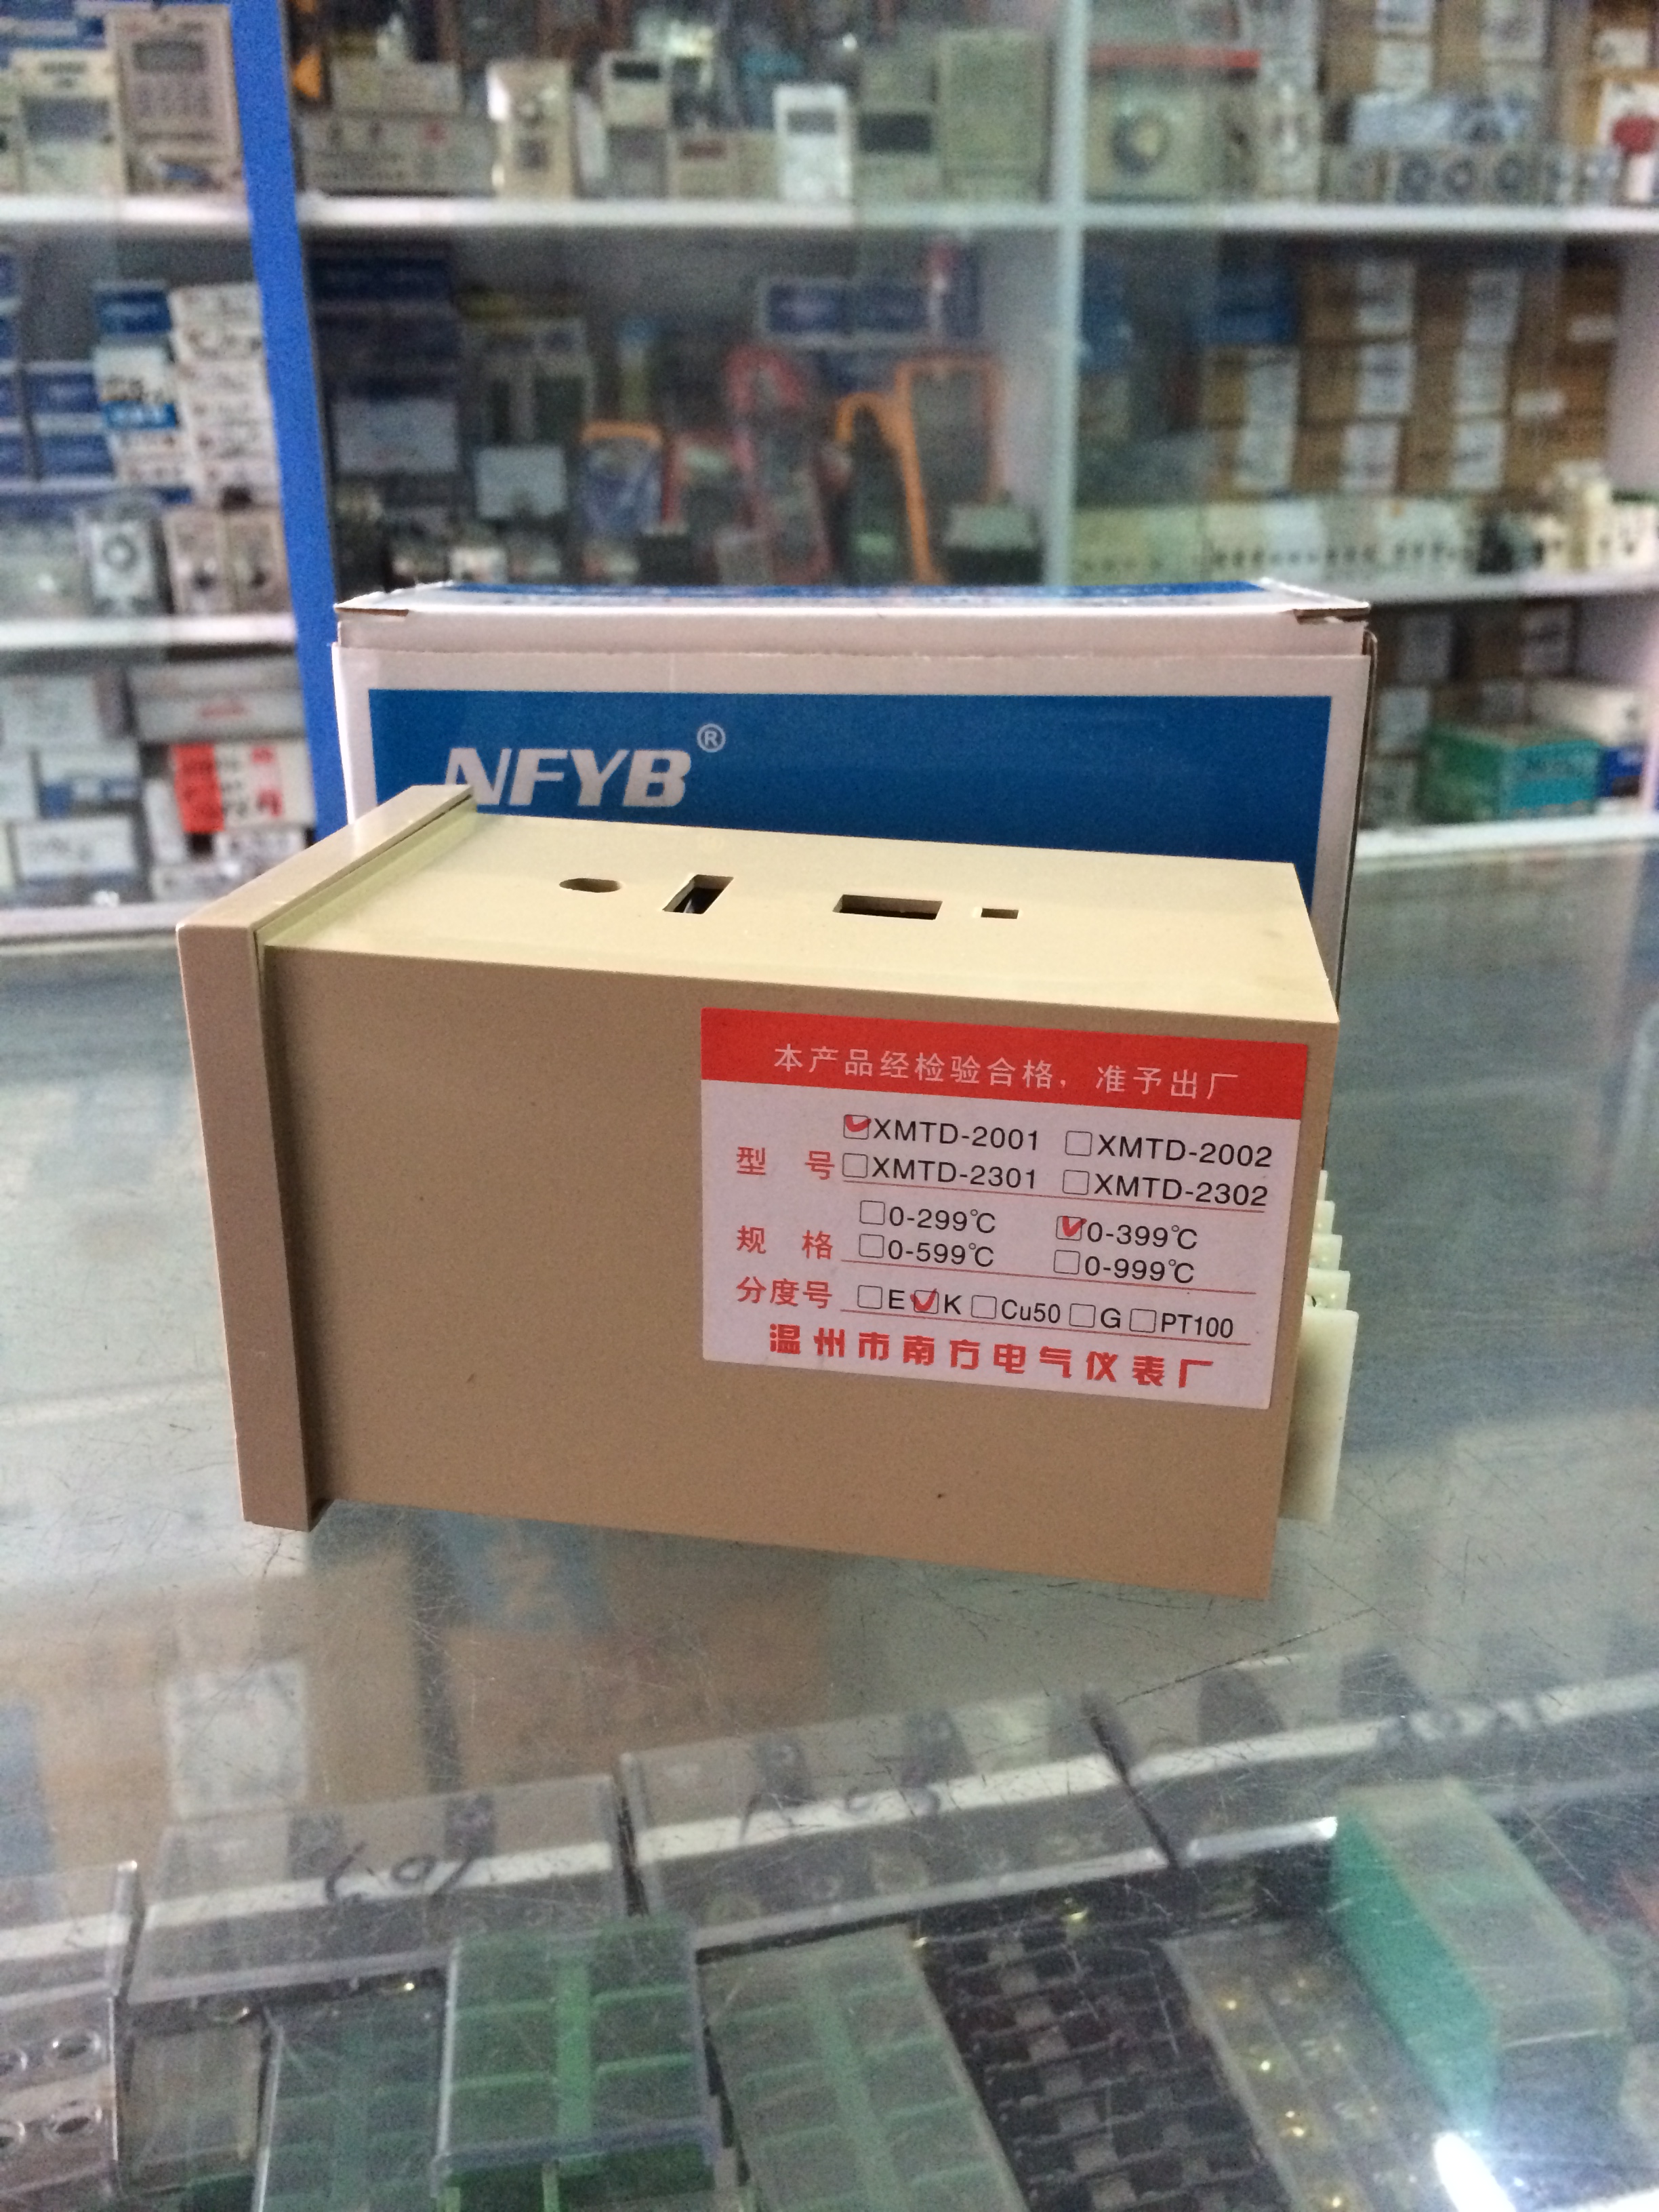 NFYB®
本产品经检验合格，准予出厂
型 号 XMTD-2001 XMTD-2002
XMTD-2301 XMTD-2302
规 格 0-299℃ 0-399℃
0-599℃ 0-999℃
分度号 E K Cu50 G PT100
温州市南方电气仪表厂